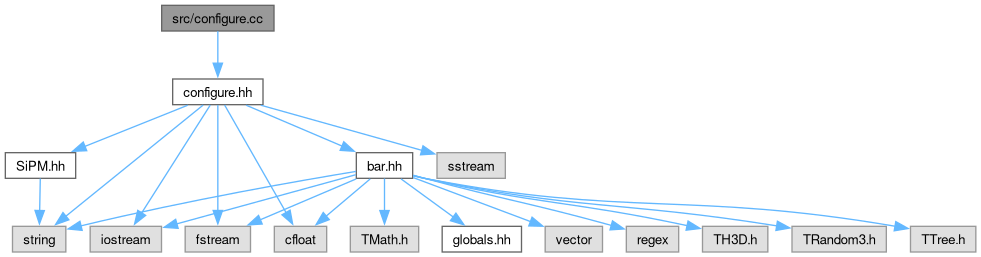 src/configure.cc
configure.hh
SiPM.hh
bar.hh
sstream
string
iostream
fstream
cfloat
TMath.h
globals.hh
vector
regex
TH3D.h
TRandom3.h
TTree.h